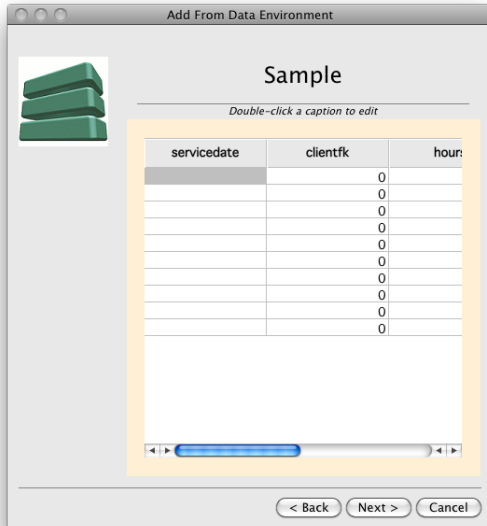 Add From Data Environment
Sample
Double-click a caption to edit
servicedate clientfk hours
0
0
0
0
0
0
0
0
0
0
< Back Next > Cancel